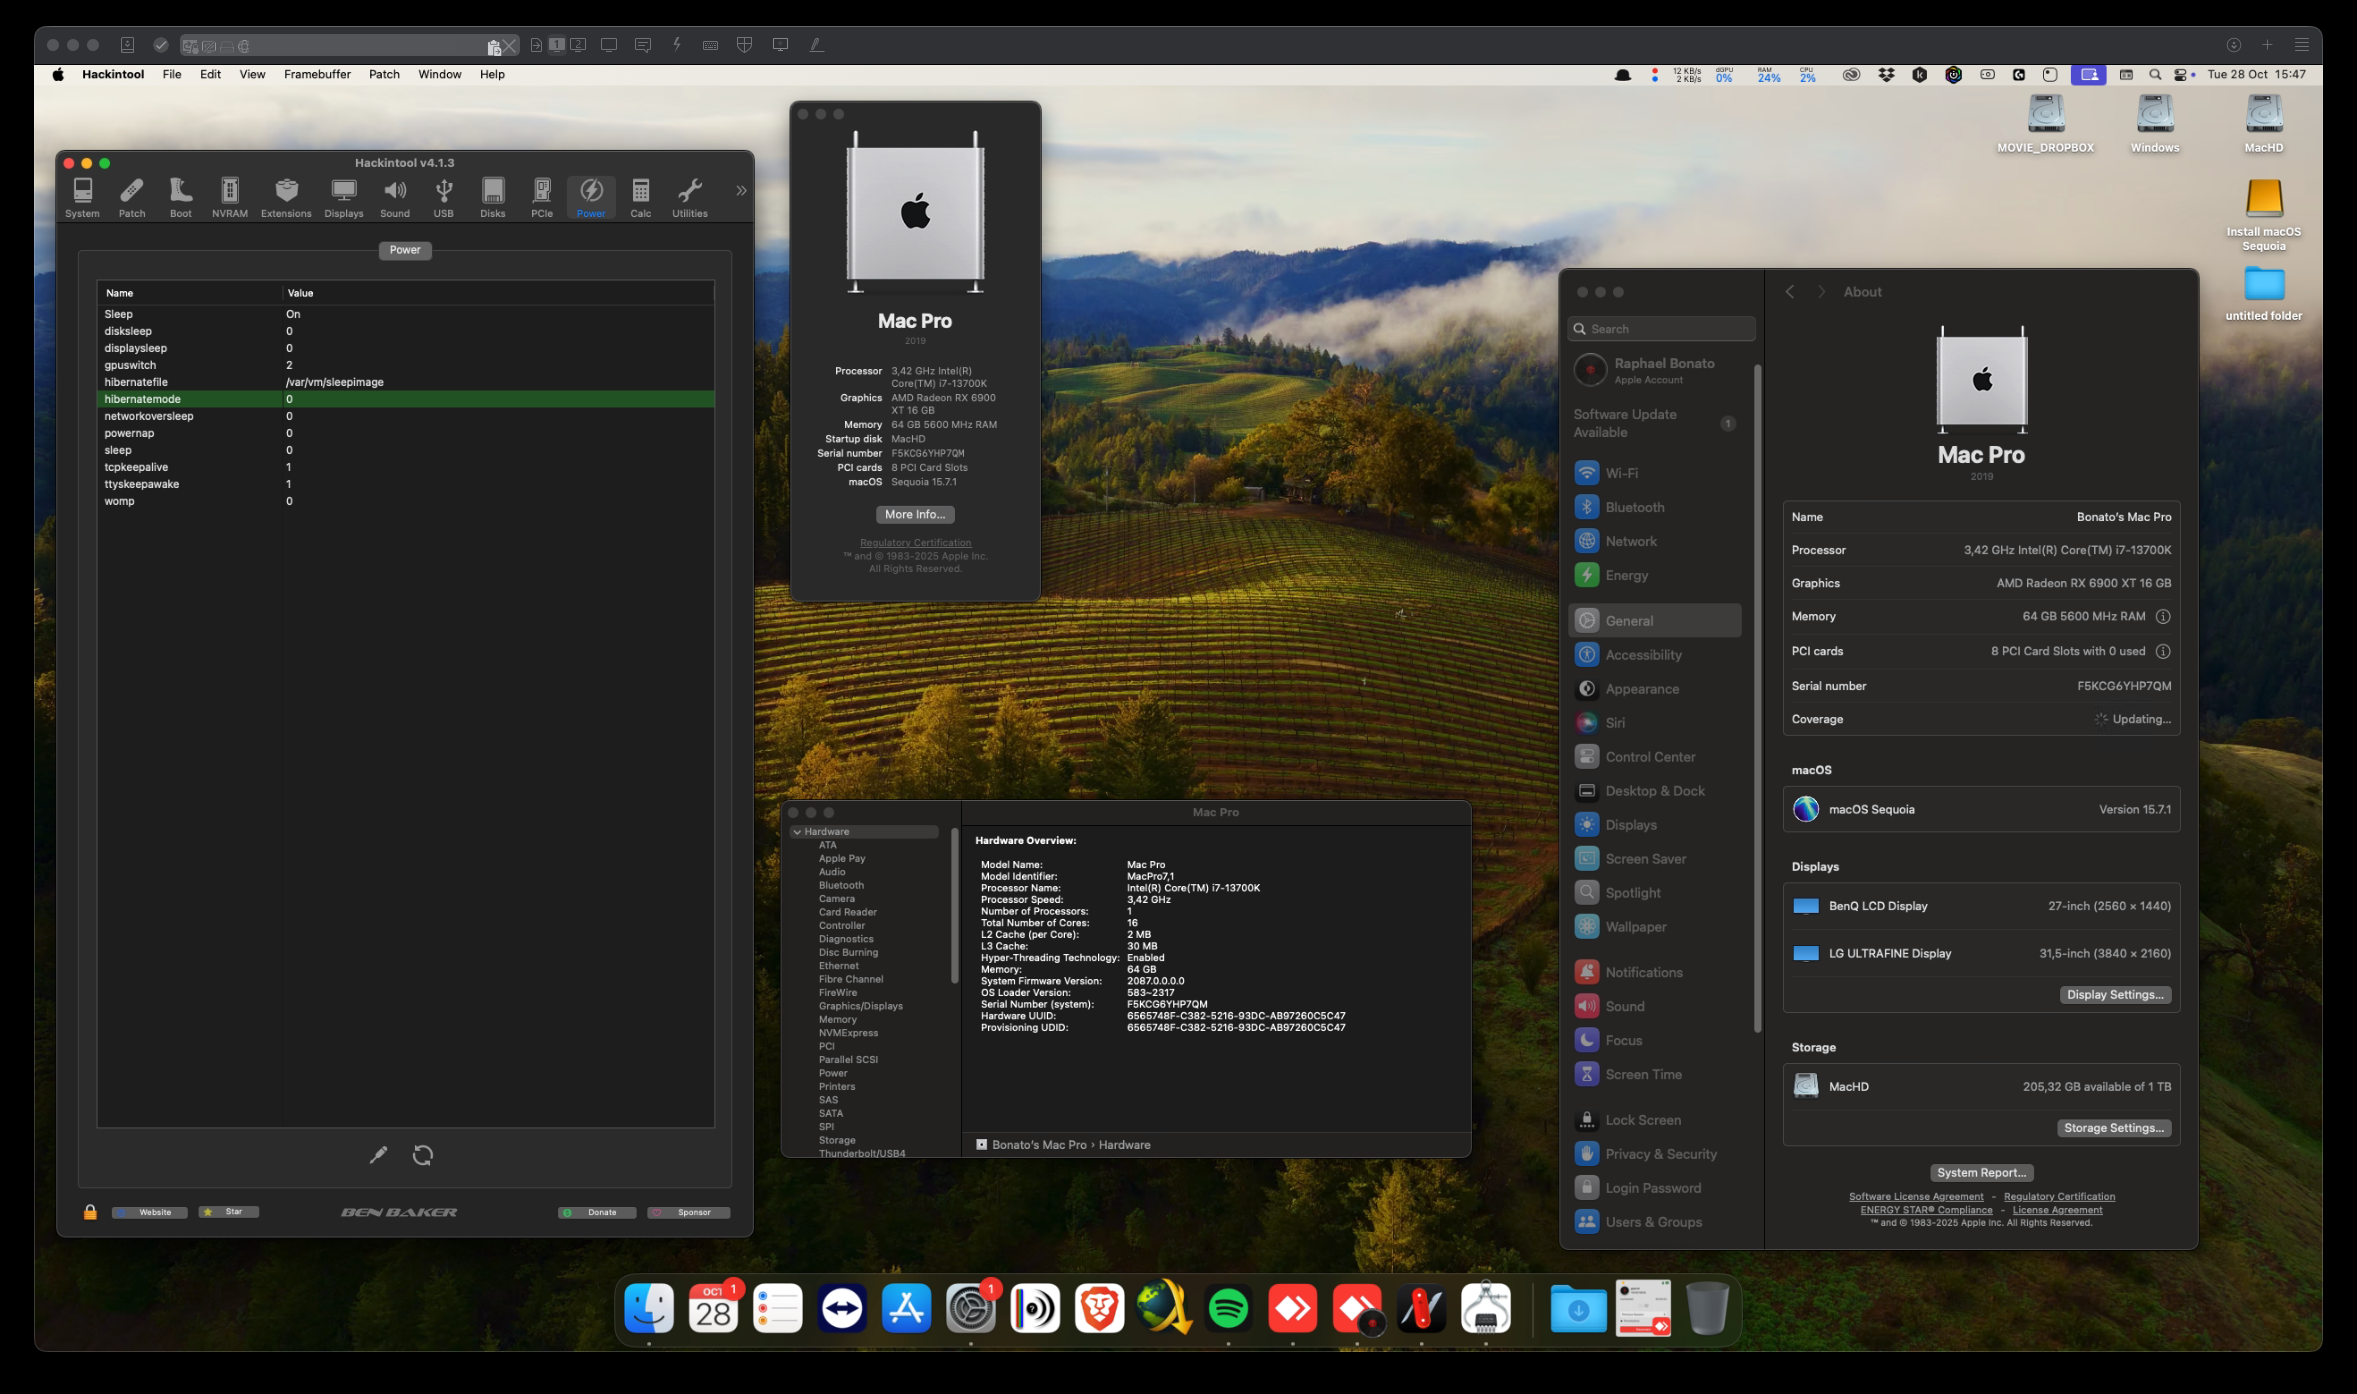 Hackintool File Edit View Framebuffer Patch Window Help
12 KB/s
2 KB/s
dGPU
0%
RAM
24%
CPU
2%
Tue 28 Oct 15:47
MOVIE_DROPBOX
Windows
MacHD
Install macOS
Sequoia
untitled folder
Hackintool v4.1.3
System Patch Boot NVRAM Extensions Displays Sound USB Disks PCIe Power Calc Utilities
Power
Name Value
Sleep On
disksleep 0
displaysleep 0
gpuswitch 2
hibernatefile /var/vm/sleepimage
hibernatemode 0
networkoversleep 0
powernap 0
sleep 0
tcpkeepalive 1
ttyskeepawake 1
womp 0
Website Star BEN BAKER Donate Sponsor
Mac Pro
2019
Processor 3,42 GHz Intel(R)
Core(TM) i7-13700K
Graphics AMD Radeon RX 6900
XT 16 GB
Memory 64 GB 5600 MHz RAM
Startup disk MacHD
Serial number F5KCG6YHP7QM
PCI cards 8 PCI Card Slots
macOS Sequoia 15.7.1
More Info...
Regulatory Certification
™ and © 1983-2025 Apple Inc.
All Rights Reserved.
Mac Pro
Hardware
ATA
Apple Pay
Audio
Bluetooth
Camera
Card Reader
Controller
Diagnostics
Disc Burning
Ethernet
Fibre Channel
FireWire
Graphics/Displays
Memory
NVMExpress
PCI
Parallel SCSI
Power
Printers
SAS
SATA
SPI
Storage
Thunderbolt/USB4
Hardware Overview:
Model Name: Mac Pro
Model Identifier: MacPro7,1
Processor Name: Intel(R) Core(TM) i7-13700K
Processor Speed: 3,42 GHz
Number of Processors: 1
Total Number of Cores: 16
L2 Cache (per Core): 2 MB
L3 Cache: 30 MB
Hyper-Threading Technology: Enabled
Memory: 64 GB
System Firmware Version: 2087.0.0.0.0
OS Loader Version: 583~2317
Serial Number (system): F5KCG6YHP7QM
Hardware UUID: 6565748F-C382-5216-93DC-AB97260C5C47
Provisioning UDID: 6565748F-C382-5216-93DC-AB97260C5C47
Bonato's Mac Pro › Hardware
Search
Raphael Bonato
Apple Account
Software Update
Available 1
Wi-Fi
Bluetooth
Network
Energy
General
Accessibility
Appearance
Siri
Control Center
Desktop & Dock
Displays
Screen Saver
Spotlight
Wallpaper
Notifications
Sound
Focus
Screen Time
Lock Screen
Privacy & Security
Login Password
Users & Groups
About
Mac Pro
2019
Name Bonato's Mac Pro
Processor 3,42 GHz Intel(R) Core(TM) i7-13700K
Graphics AMD Radeon RX 6900 XT 16 GB
Memory 64 GB 5600 MHz RAM
PCI cards 8 PCI Card Slots with 0 used
Serial number F5KCG6YHP7QM
Coverage Updating...
macOS
macOS Sequoia Version 15.7.1
Displays
BenQ LCD Display 27-inch (2560 × 1440)
LG ULTRAFINE Display 31,5-inch (3840 × 2160)
Display Settings...
Storage
MacHD 205,32 GB available of 1 TB
Storage Settings...
System Report...
Software License Agreement - Regulatory Certification
ENERGY STAR® Compliance - License Agreement
™ and © 1983-2025 Apple Inc. All Rights Reserved.
OCT
28
1
1